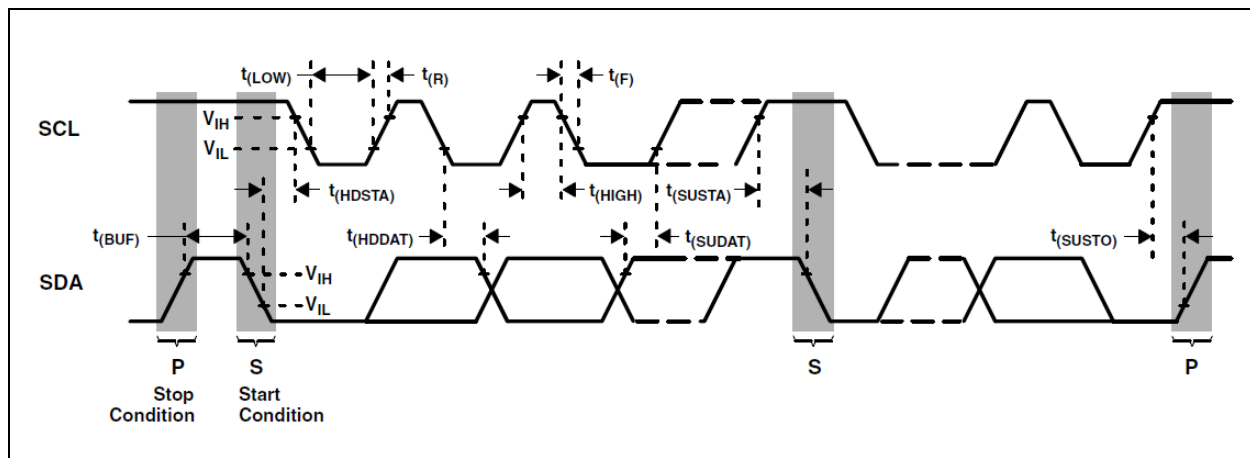 t(LOW)
t(R)
t(F)
SCL
VIH
VIL
t(HDSTA)
t(HIGH)
t(SUSTA)
t(BUF)
t(HDDAT)
t(SUDAT)
t(SUSTO)
SDA
VIH
VIL
P
S
S
P
Stop
Condition
Start
Condition